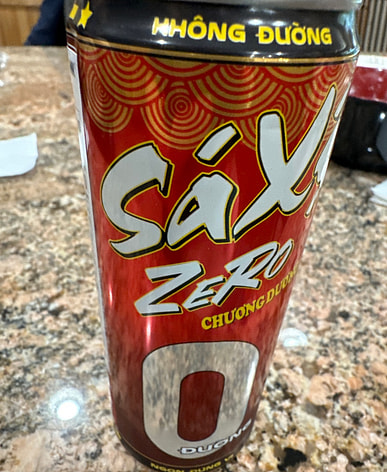 KHÔNG ĐƯỜNG
SÁXỊ
ZERO
CHƯƠNG DƯƠNG
0
ĐƯỜNG